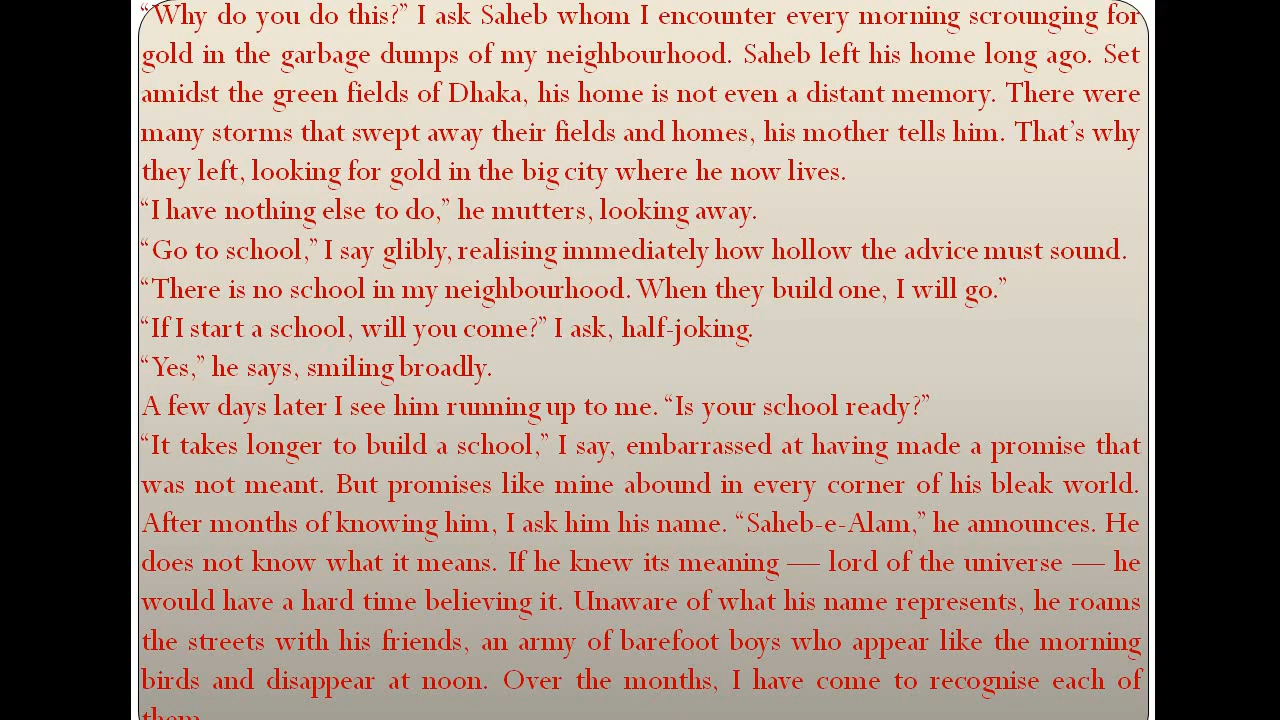 “Why do you do this?” I ask Saheb whom I encounter every morning scrounging for
gold in the garbage dumps of my neighbourhood. Saheb left his home long ago. Set
amidst the green fields of Dhaka, his home is not even a distant memory. There were
many storms that swept away their fields and homes, his mother tells him. That’s why
they left, looking for gold in the big city where he now lives.
“I have nothing else to do,” he mutters, looking away.
“Go to school,” I say glibly, realising immediately how hollow the advice must sound.
“There is no school in my neighbourhood. When they build one, I will go.”
“If I start a school, will you come?” I ask, half-joking.
“Yes,” he says, smiling broadly.
A few days later I see him running up to me. “Is your school ready?”
“It takes longer to build a school,” I say, embarrassed at having made a promise that
was not meant. But promises like mine abound in every corner of his bleak world.
After months of knowing him, I ask him his name. “Saheb-e-Alam,” he announces. He
does not know what it means. If he knew its meaning — lord of the universe — he
would have a hard time believing it. Unaware of what his name represents, he roams
the streets with his friends, an army of barefoot boys who appear like the morning
birds and disappear at noon. Over the months, I have come to recognise each of
them.